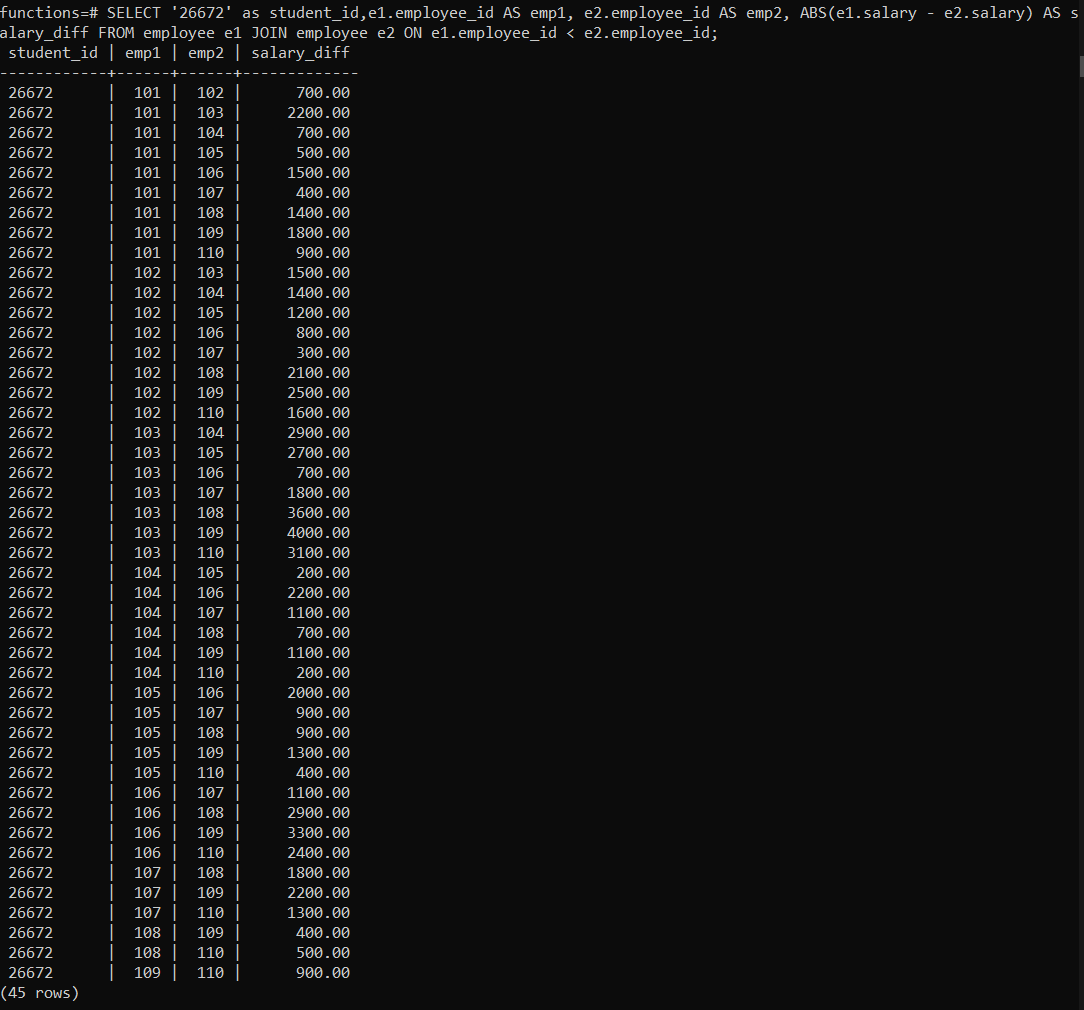 functions=# SELECT '26672' as student_id,e1.employee_id AS emp1, e2.employee_id AS emp2, ABS(e1.salary - e2.salary) AS s
alary_diff FROM employee e1 JOIN employee e2 ON e1.employee_id < e2.employee_id;
 student_id | emp1 | emp2 | salary_diff
------------+------+------+-------------
 26672      |  101 |  102 |      700.00
 26672      |  101 |  103 |     2200.00
 26672      |  101 |  104 |      700.00
 26672      |  101 |  105 |      500.00
 26672      |  101 |  106 |     1500.00
 26672      |  101 |  107 |      400.00
 26672      |  101 |  108 |     1400.00
 26672      |  101 |  109 |     1800.00
 26672      |  101 |  110 |      900.00
 26672      |  102 |  103 |     1500.00
 26672      |  102 |  104 |     1400.00
 26672      |  102 |  105 |     1200.00
 26672      |  102 |  106 |      800.00
 26672      |  102 |  107 |      300.00
 26672      |  102 |  108 |     2100.00
 26672      |  102 |  109 |     2500.00
 26672      |  102 |  110 |     1600.00
 26672      |  103 |  104 |     2900.00
 26672      |  103 |  105 |     2700.00
 26672      |  103 |  106 |      700.00
 26672      |  103 |  107 |     1800.00
 26672      |  103 |  108 |     3600.00
 26672      |  103 |  109 |     4000.00
 26672      |  103 |  110 |     3100.00
 26672      |  104 |  105 |      200.00
 26672      |  104 |  106 |     2200.00
 26672      |  104 |  107 |     1100.00
 26672      |  104 |  108 |      700.00
 26672      |  104 |  109 |     1100.00
 26672      |  104 |  110 |      200.00
 26672      |  105 |  106 |     2000.00
 26672      |  105 |  107 |      900.00
 26672      |  105 |  108 |      900.00
 26672      |  105 |  109 |     1300.00
 26672      |  105 |  110 |      400.00
 26672      |  106 |  107 |     1100.00
 26672      |  106 |  108 |     2900.00
 26672      |  106 |  109 |     3300.00
 26672      |  106 |  110 |     2400.00
 26672      |  107 |  108 |     1800.00
 26672      |  107 |  109 |     2200.00
 26672      |  107 |  110 |     1300.00
 26672      |  108 |  109 |      400.00
 26672      |  108 |  110 |      500.00
 26672      |  109 |  110 |      900.00
(45 rows)